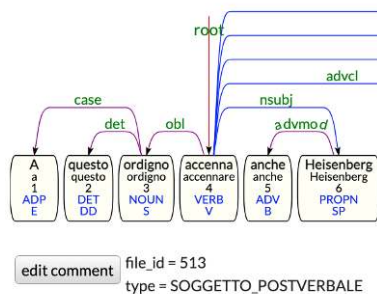 root
advcl
case nsubj
det obl advmod
A questo ordigno accenna anche Heisenberg
a questo ordigno accennare anche Heisenberg
1 2 3 4 5 6
ADP DET NOUN VERB ADV PROPN
E DD S V B SP
edit comment file_id = 513
type = SOGGETTO_POSTVERBALE